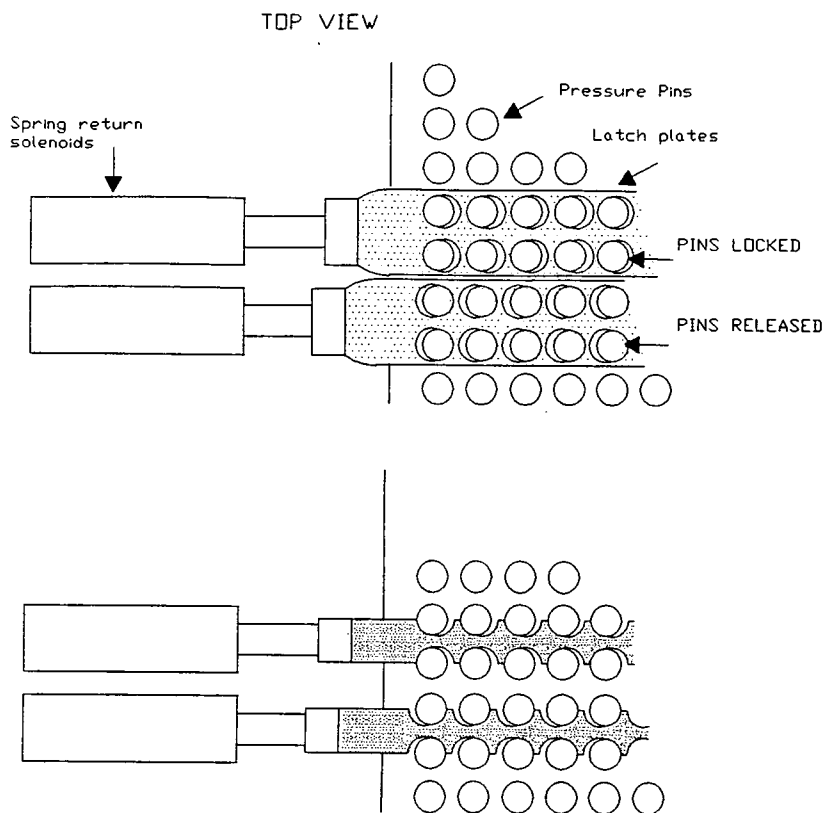 TOP VIEW
Pressure Pins
Spring return
solenoids
Latch plates
PINS LOCKED
PINS RELEASED